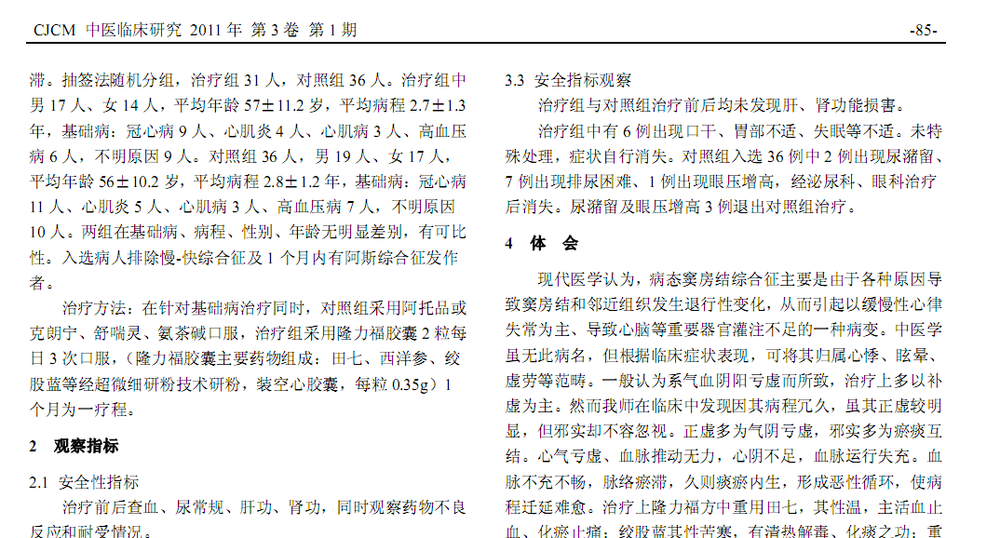 CJCM 中医临床研究 2011 年 第 3 卷 第 1 期
-85-
滞。抽签法随机分组，治疗组 31 人，对照组 36 人。治疗组中
男 17 人、女 14 人，平均年龄 57±11.2 岁，平均病程 2.7±1.3
年，基础病：冠心病 9 人、心肌炎 4 人、心肌病 3 人、高血压
病 6 人，不明原因 9 人。对照组 36 人，男 19 人、女 17 人，
平均年龄 56±10.2 岁，平均病程 2.8±1.2 年，基础病：冠心病
11 人、心肌炎 5 人、心肌病 3 人、高血压病 7 人，不明原因
10 人。两组在基础病、病程、性别、年龄无明显差别，有可比
性。入选病人排除慢-快综合征及 1 个月内有阿斯综合征发作
者。
治疗方法：在针对基础病治疗同时，对照组采用阿托品或
克朗宁、舒喘灵、氨茶碱口服，治疗组采用隆力福胶囊 2 粒每
日 3 次口服，（隆力福胶囊主要药物组成：田七、西洋参、绞
股蓝等经超微细研粉技术研粉，装空心胶囊，每粒 0.35g）1
个月为一疗程。
2 观察指标
2.1 安全性指标
治疗前后查血、尿常规、肝功、肾功，同时观察药物不良
反应和耐受情况。
3.3 安全指标观察
治疗组与对照组治疗前后均未发现肝、肾功能损害。
治疗组中有 6 例出现口干、胃部不适、失眠等不适。未特
殊处理，症状自行消失。对照组入选 36 例中 2 例出现尿潴留、
7 例出现排尿困难、1 例出现眼压增高，经泌尿科、眼科治疗
后消失。尿潴留及眼压增高 3 例退出对照组治疗。
4 体 会
现代医学认为，病态窦房结综合征主要是由于各种原因导
致窦房结和邻近组织发生退行性变化，从而引起以缓慢性心律
失常为主、导致心脑等重要器官灌注不足的一种病变。中医学
虽无此病名，但根据临床症状表现，可将其归属心悸、眩晕、
虚劳等范畴。一般认为系气血阴阳亏虚而所致，治疗上多以补
虚为主。然而我师在临床中发现因其病程冗久，虽其正虚较明
显，但邪实却不容忽视。正虚多为气阴亏虚，邪实多为瘀痰互
结。心气亏虚、血脉推动无力，心阴不足，血脉运行失充。血
脉不充不畅，脉络瘀滞，久则痰瘀内生，形成恶性循环，使病
程迁延难愈。治疗上隆力福方中重用田七，其性温，主活血止
血、化瘀止痛；绞股蓝其性苦寒，有清热解毒、化痰之功；重